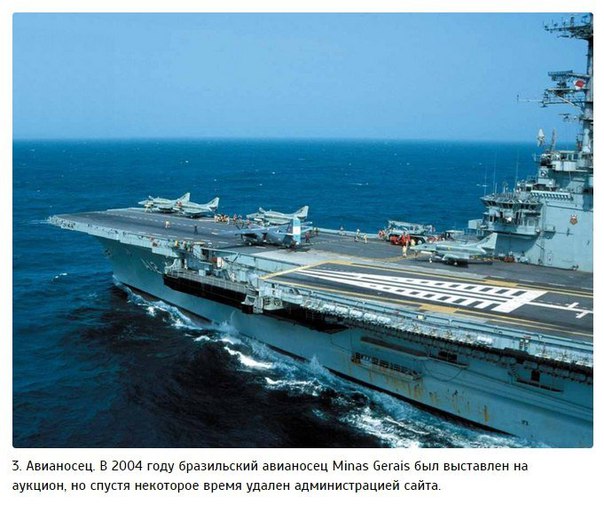 3. Авианосец. В 2004 году бразильский авианосец Minas Gerais был выставлен на
аукцион, но спустя некоторое время удален администрацией сайта.